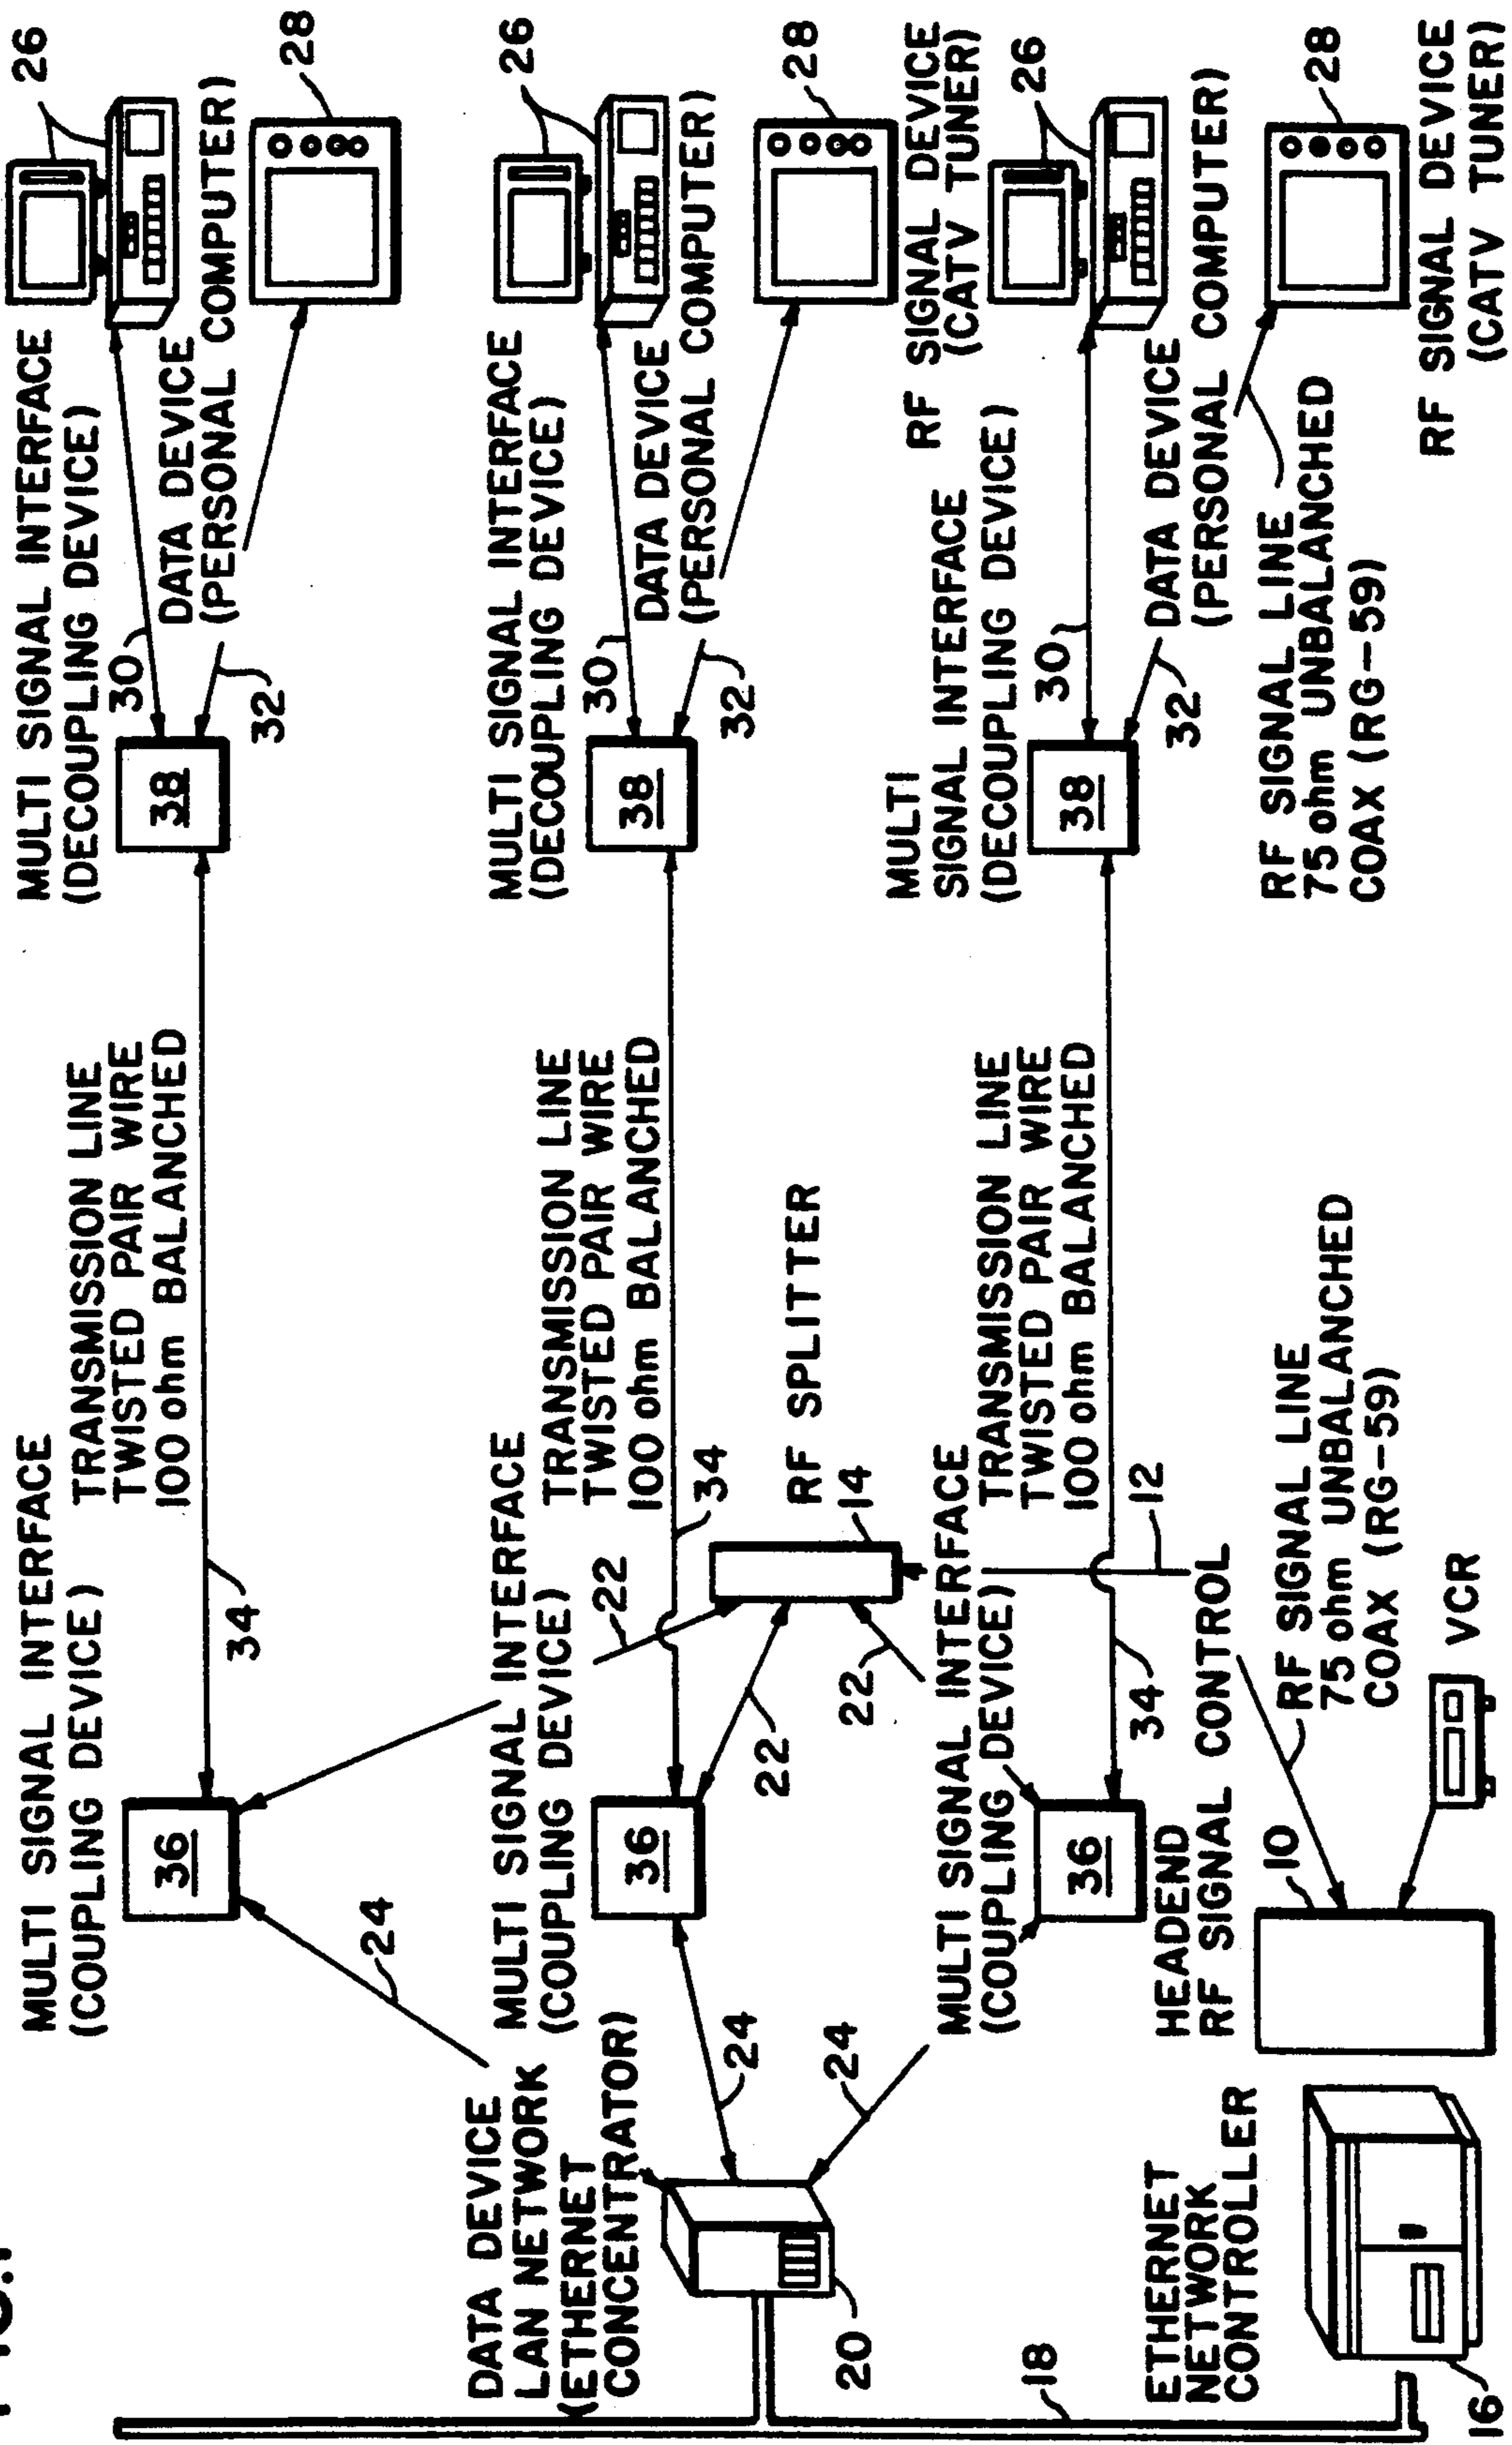 MULTI SIGNAL INTERFACE
(COUPLING DEVICE)
TRANSMISSION LINE
TWISTED PAIR WIRE
100 ohm BALANCHED
MULTI SIGNAL INTERFACE
(DECOUPLING DEVICE)
26
36
34
38
30
32
DATA DEVICE
(PERSONAL COMPUTER)
28
24
DATA DEVICE
LAN NETWORK
(ETHERNET
CONCENTRATOR)
MULTI SIGNAL INTERFACE
(COUPLING DEVICE)
22
TRANSMISSION LINE
TWISTED PAIR WIRE
100 ohm BALANCHED
MULTI SIGNAL INTERFACE
(DECOUPLING DEVICE)
26
36
34
38
30
32
DATA DEVICE
(PERSONAL COMPUTER)
28
24
24
22
22
RF SPLITTER
14
20
RF SIGNAL DEVICE
(CATV TUNER)
MULTI SIGNAL INTERFACE
(COUPLING DEVICE)
TRANSMISSION LINE
TWISTED PAIR WIRE
100 ohm BALANCHED
MULTI
SIGNAL INTERFACE
(DECOUPLING DEVICE)
26
36
34
12
38
30
32
DATA DEVICE
(PERSONAL COMPUTER)
18
ETHERNET
NETWORK
CONTROLLER
16
HEADEND
RF SIGNAL CONTROL
10
RF SIGNAL LINE
75 ohm UNBALANCHED
COAX (RG-59)
VCR
RF SIGNAL LINE
75 ohm UNBALANCHED
COAX (RG-59)
28
RF SIGNAL DEVICE
(CATV TUNER)